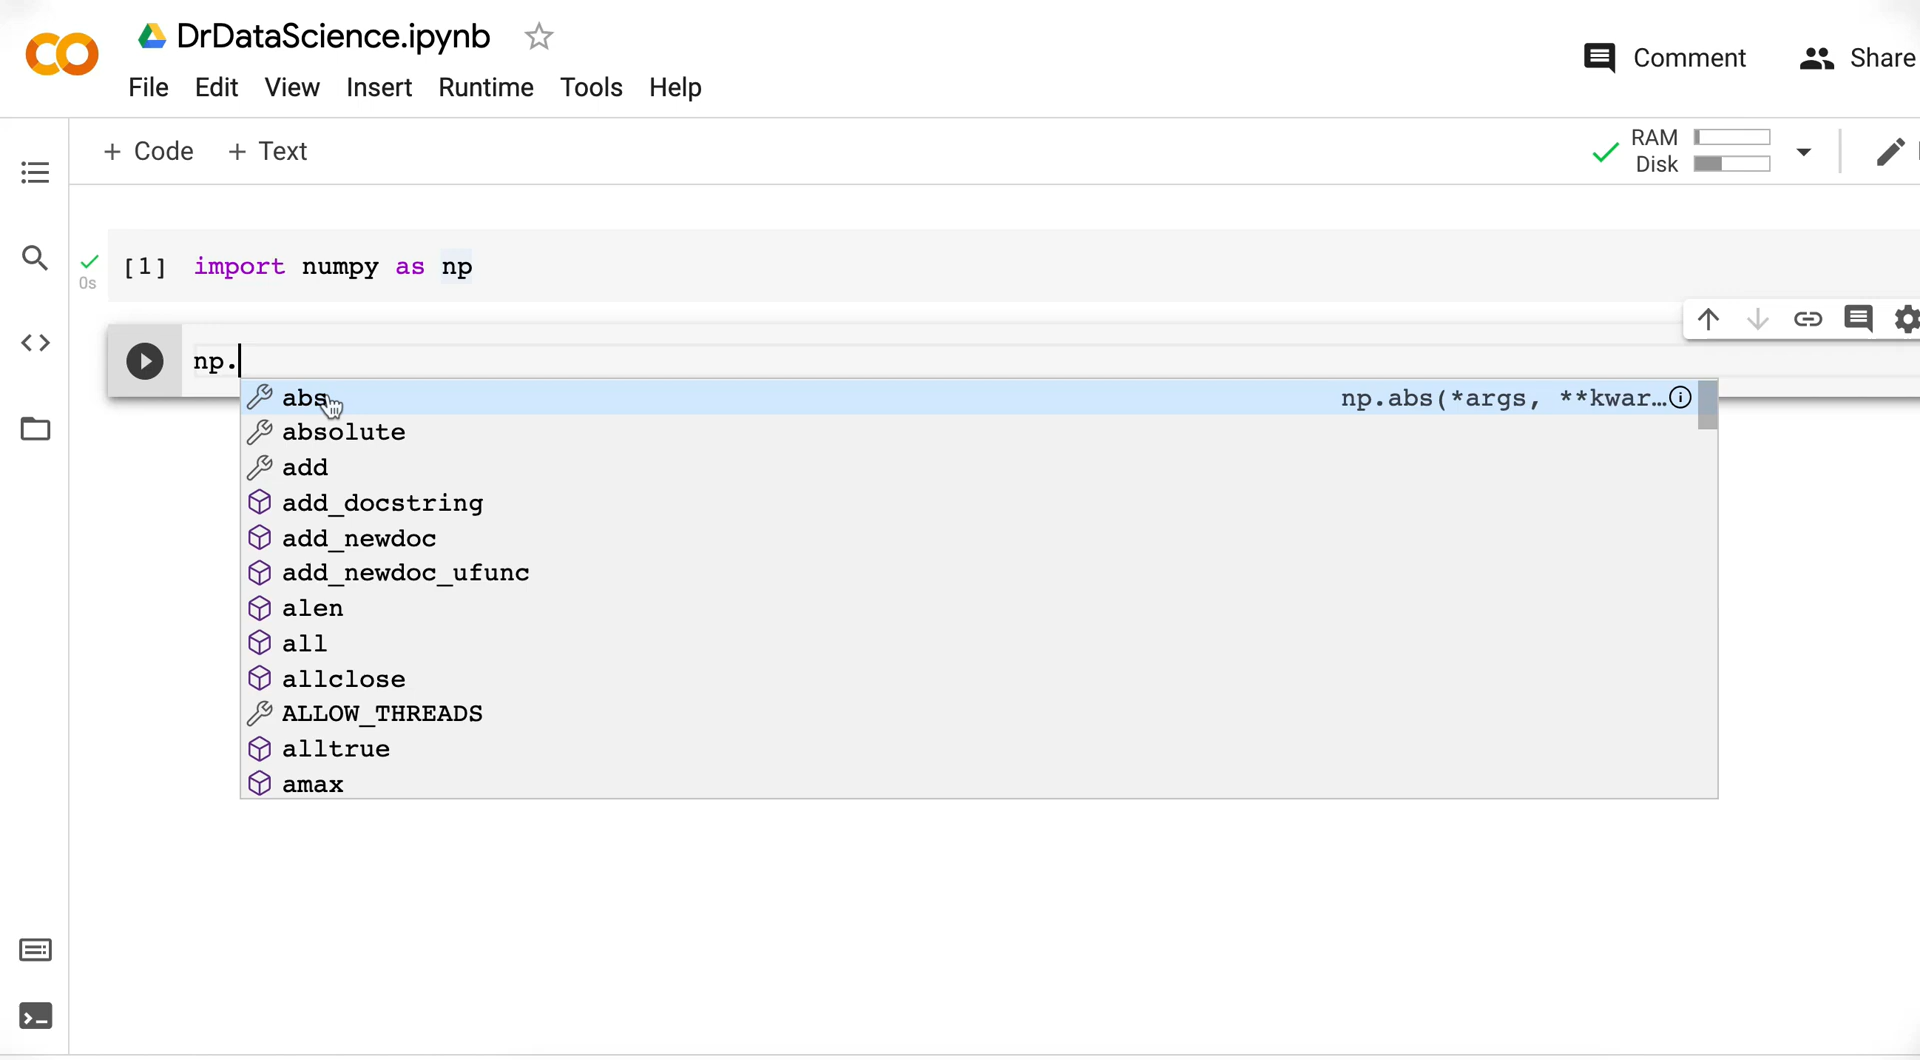 DrDataScience.ipynb
File Edit View Insert Runtime Tools Help
Comment Share
+ Code + Text
RAM
Disk
[1] import numpy as np
0s
np.
abs np.abs(*args, **kwar…
absolute
add
add_docstring
add_newdoc
add_newdoc_ufunc
alen
all
allclose
ALLOW_THREADS
alltrue
amax